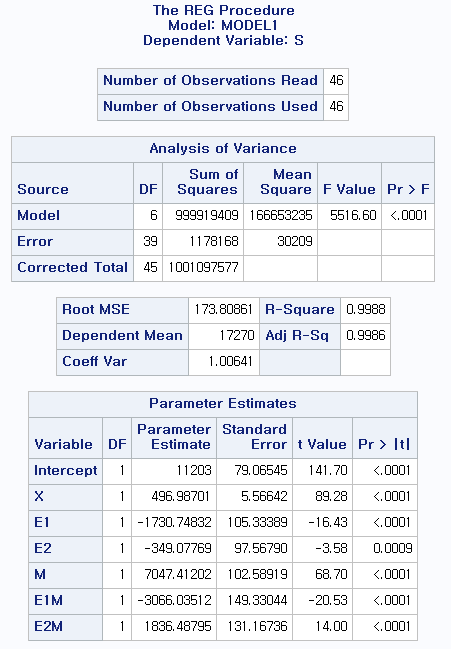 The REG Procedure
Model: MODEL1
Dependent Variable: S
Number of Observations Read 46
Number of Observations Used 46
Analysis of Variance
Source DF Sum of Squares Mean Square F Value Pr > F
Model 6 999919409 166653235 5516.60 <.0001
Error 39 1178168 30209
Corrected Total 45 1001097577
Root MSE 173.80861 R-Square 0.9988
Dependent Mean 17270 Adj R-Sq 0.9986
Coeff Var 1.00641
Parameter Estimates
Variable DF Parameter Estimate Standard Error t Value Pr > |t|
Intercept 1 11203 79.06545 141.70 <.0001
X 1 496.98701 5.56642 89.28 <.0001
E1 1 -1730.74832 105.33389 -16.43 <.0001
E2 1 -349.07769 97.56790 -3.58 0.0009
M 1 7047.41202 102.58919 68.70 <.0001
E1M 1 -3066.03512 149.33044 -20.53 <.0001
E2M 1 1836.48795 131.16736 14.00 <.0001